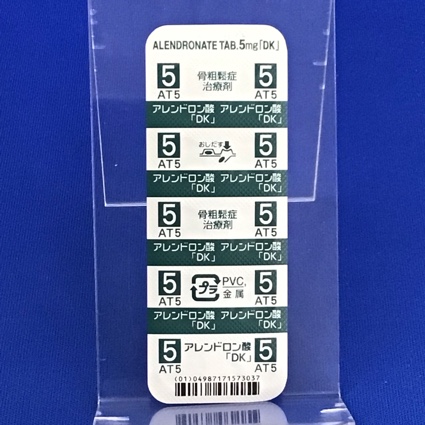 ALENDRONATE TAB.5mg「DK」
5 骨粗鬆症 5
AT5 治療剤 AT5
アレンドロン酸 アレンドロン酸
「DK」 「DK」
5 おしだす 5
AT5 AT5
アレンドロン酸 アレンドロン酸
「DK」 「DK」
5 骨粗鬆症 5
AT5 治療剤 AT5
アレンドロン酸 アレンドロン酸
「DK」 「DK」
5 プラ PVC, 5
AT5 金属 AT5
アレンドロン酸 アレンドロン酸
「DK」 「DK」
5 アレンドロン酸 5
AT5 「DK」 AT5
(01)04987171573037